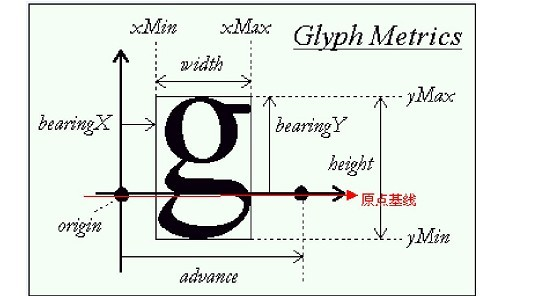 xMin xMax
Glyph Metrics
width
yMax
bearingX
g
bearingY
height
原点基线
origin
yMin
advance